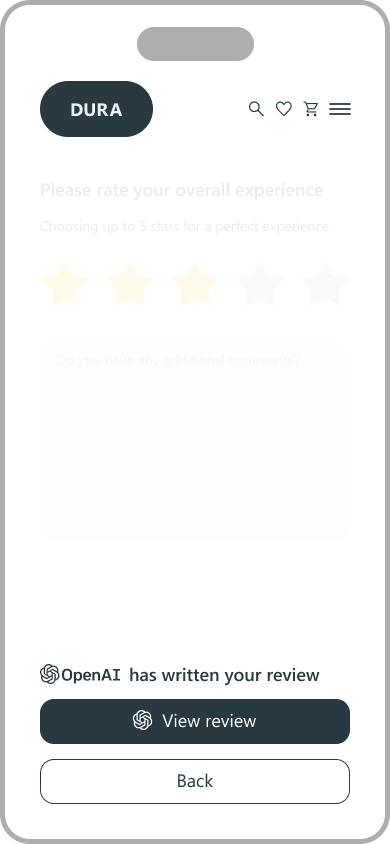 DURA
Please rate your overall experience
Choosing up to 5 stars for a perfect experience
Do you have any additional comments?
OpenAI has written your review
View review
Back